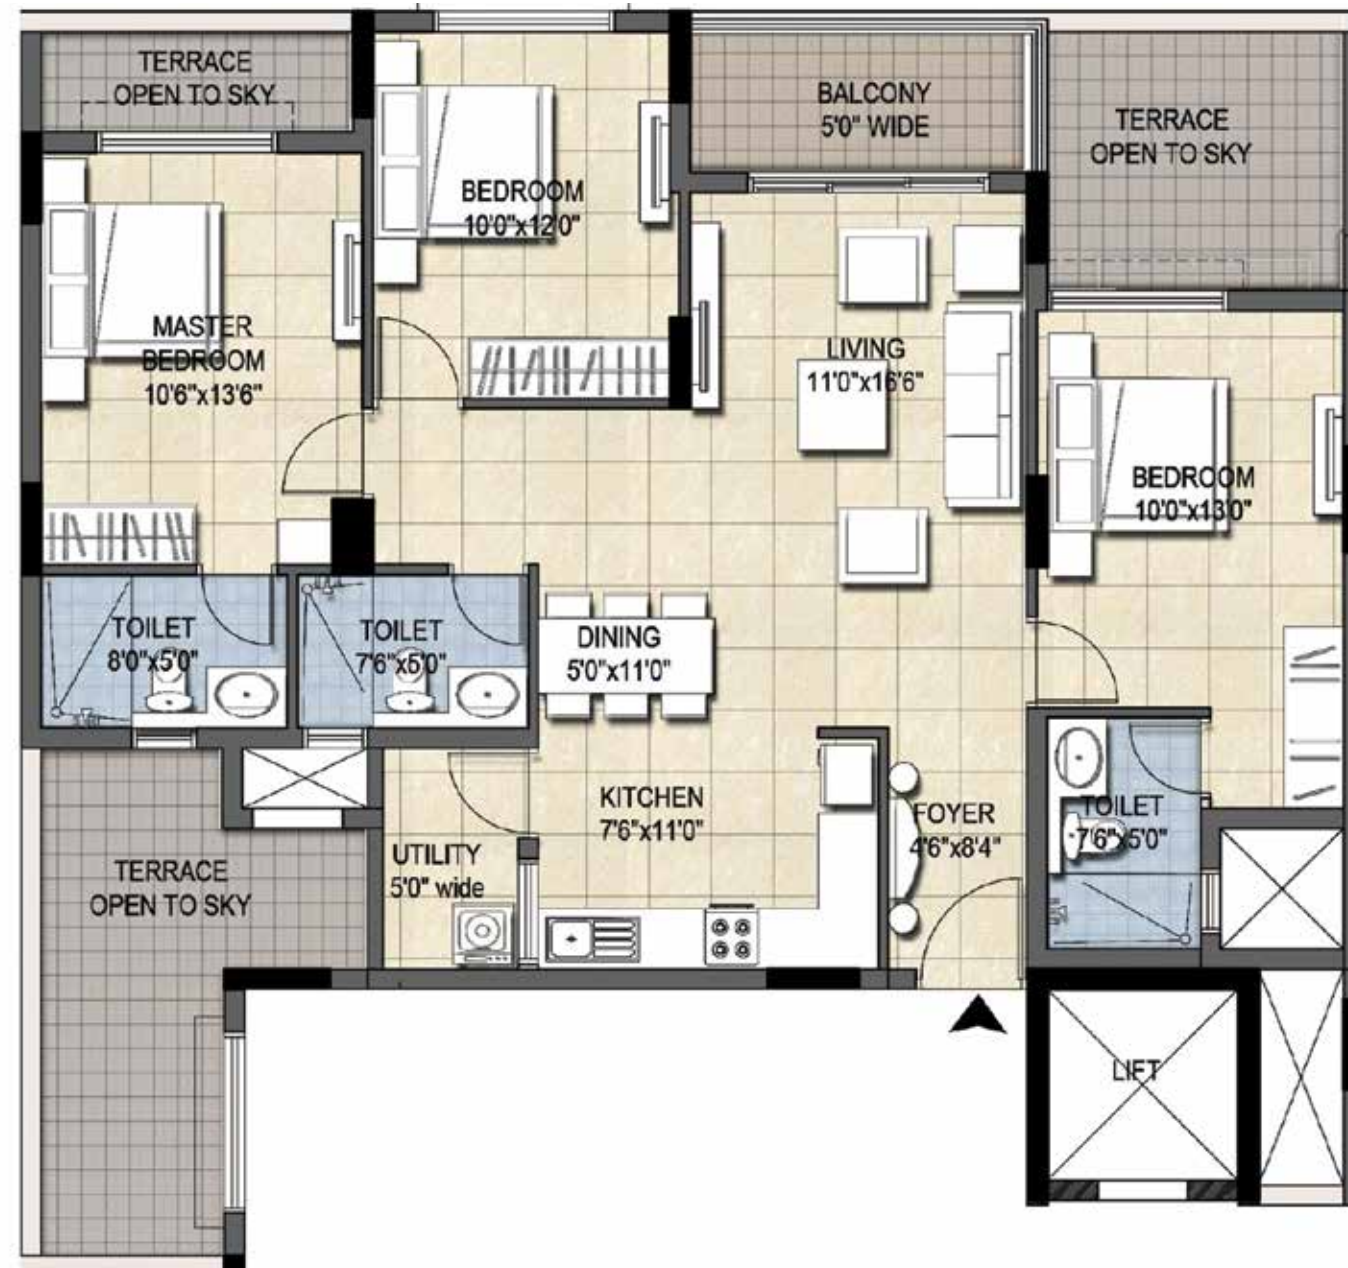 TERRACE
OPEN TO SKY
BEDROOM
10'0"x12'0"
BALCONY
5'0" WIDE
TERRACE
OPEN TO SKY
MASTER
BEDROOM
10'6"x13'6"
LIVING
11'0"x16'6"
BEDROOM
10'0"x13'0"
TOILET
8'0"x5'0"
TOILET
7'6"x5'0"
DINING
5'0"x11'0"
KITCHEN
7'6"x11'0"
FOYER
4'6"x8'4"
TOILET
7'6"x5'0"
UTILITY
5'0" wide
TERRACE
OPEN TO SKY
LIFT